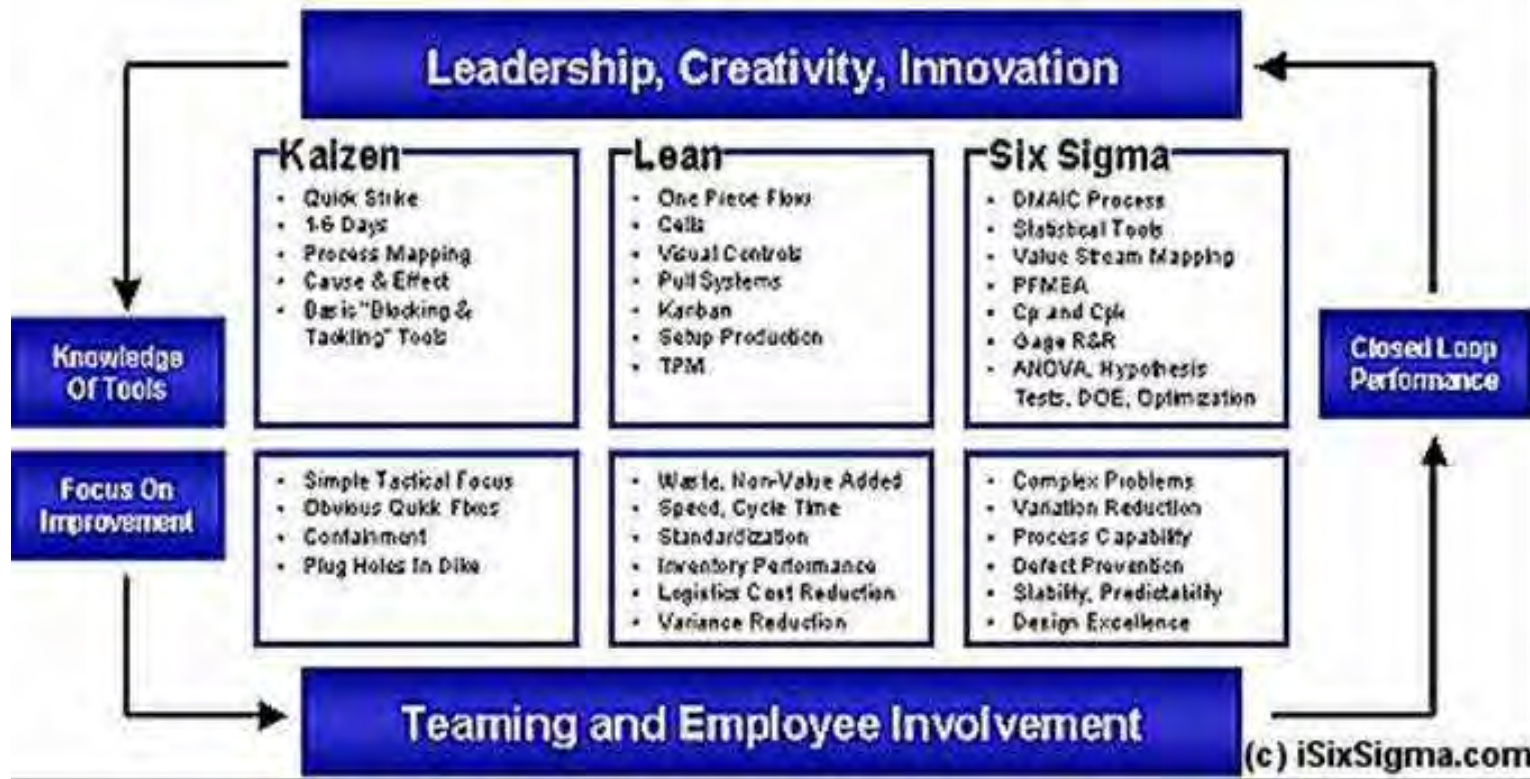 Leadership, Creativity, Innovation
Kaizen
• Quick Strike
• 1-6 Days
• Process Mapping
• Cause & Effect
• Basic "Blocking &
Tackling" Tools
Lean
• One Piece Flow
• Cells
• Visual Controls
• Pull Systems
• Kanban
• Setup Production
• TPM
Six Sigma
• DMAIC Process
• Statistical Tools
• Value Stream Mapping
• PFMEA
• Cp and Cpk
• Gage R&R
• ANOVA, Hypothesis
Tests, DOE, Optimization
Knowledge
Of Tools
Closed Loop
Performance
Focus On
Improvement
• Simple Tactical Focus
• Obvious Quick Fixes
• Containment
• Plug Holes In Dike
• Waste, Non-Value Added
• Speed, Cycle Time
• Standardization
• Inventory Performance
• Logistics Cost Reduction
• Variance Reduction
• Complex Problems
• Variation Reduction
• Process Capability
• Defect Prevention
• Stability, Predictability
• Design Excellence
Teaming and Employee Involvement
(c) iSixSigma.com